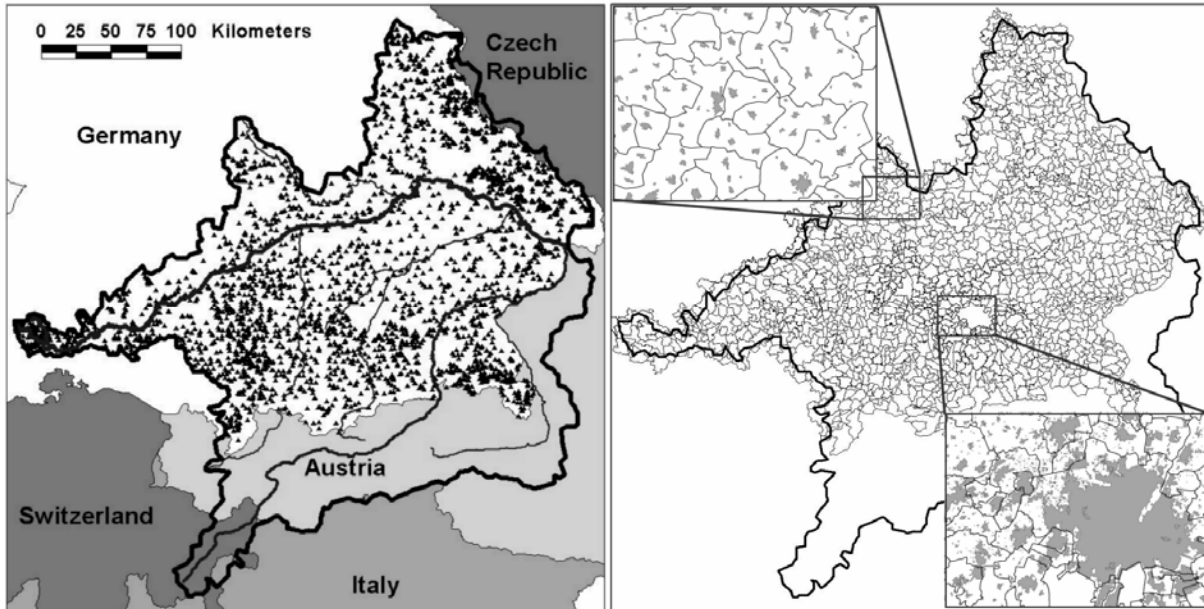 0 25 50 75 100 Kilometers
Czech
Republic
Germany
Austria
Switzerland
Italy